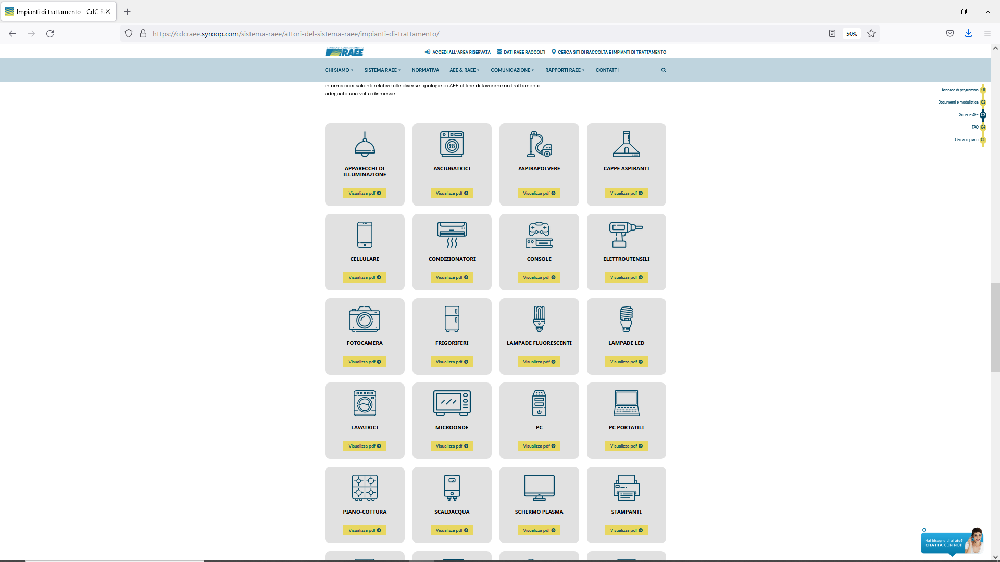 Impianti di trattamento - CdC R
https://cdcraee.syroop.com/sistema-raee/attori-del-sistema-raee/impianti-di-trattamento/
50%
CENTRO DI COORDINAMENTO
RAEE
ACCEDI ALL'AREA RISERVATA
DATI RAEE RACCOLTI
CERCA SITI DI RACCOLTA E IMPIANTI DI TRATTAMENTO
CHI SIAMO
SISTEMA RAEE
NORMATIVA
AEE & RAEE
COMUNICAZIONE
RAPPORTI RAEE
CONTATTI
informazioni salienti relative alle diverse tipologie di AEE al fine di favorirne un trattamento
adeguato una volta dismesse.
Accordo di programma 01
Documenti e modulistica 02
Schede AEE 03
FAQ 04
Cerca impianti 05
APPARECCHI DI
ILLUMINAZIONE
Visualizza pdf
ASCIUGATRICI
Visualizza pdf
ASPIRAPOLVERE
Visualizza pdf
CAPPE ASPIRANTI
Visualizza pdf
CELLULARE
Visualizza pdf
CONDIZIONATORI
Visualizza pdf
CONSOLE
Visualizza pdf
ELETTROUTENSILI
Visualizza pdf
FOTOCAMERA
Visualizza pdf
FRIGORIFERI
Visualizza pdf
LAMPADE FLUORESCENTI
Visualizza pdf
LAMPADE LED
Visualizza pdf
LAVATRICI
Visualizza pdf
MICROONDE
Visualizza pdf
PC
Visualizza pdf
PC PORTATILI
Visualizza pdf
PIANO-COTTURA
Visualizza pdf
SCALDACQUA
Visualizza pdf
SCHERMO PLASMA
Visualizza pdf
STAMPANTI
Visualizza pdf
Hai bisogno di aiuto?
CHATTA CON NOI!